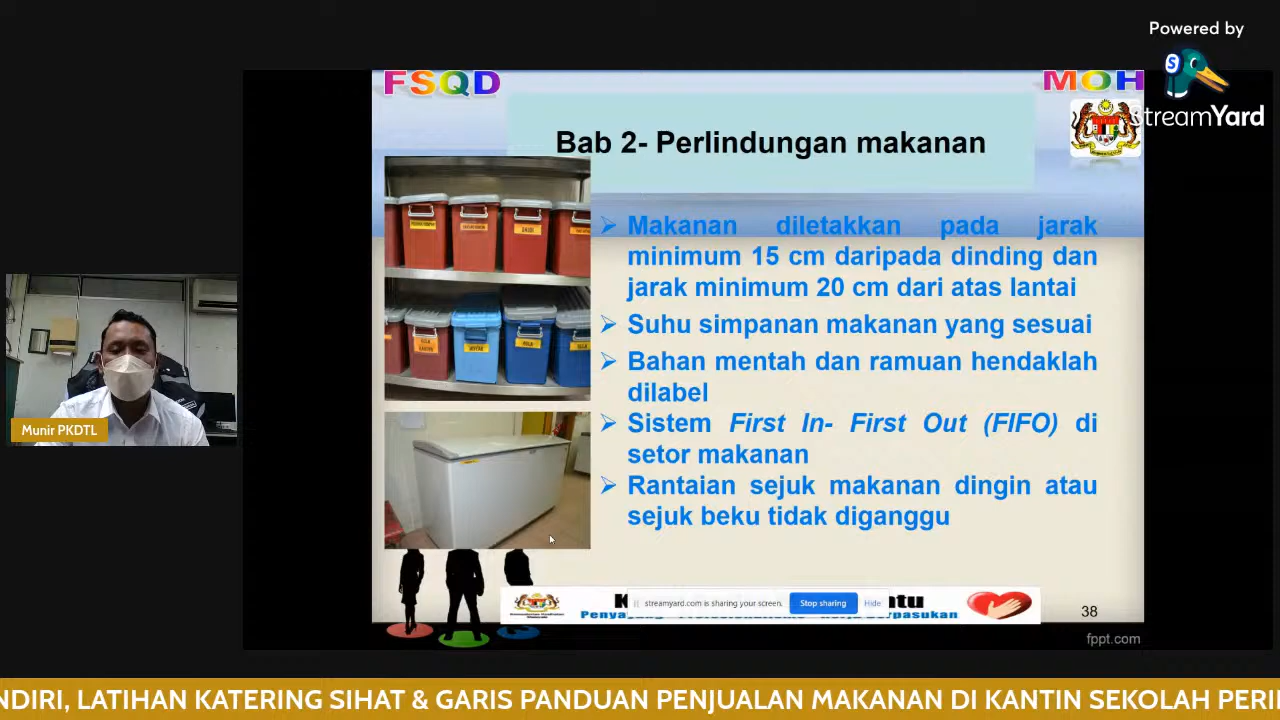 Powered by
StreamYard
FSQD
MOH
Bab 2- Perlindungan makanan
Makanan diletakkan pada jarak
minimum 15 cm daripada dinding dan
jarak minimum 20 cm dari atas lantai
Suhu simpanan makanan yang sesuai
Bahan mentah dan ramuan hendaklah
dilabel
Sistem First In- First Out (FIFO) di
setor makanan
Rantaian sejuk makanan dingin atau
sejuk beku tidak diganggu
Munir PKDTL
streamyard.com is sharing your screen.
Stop sharing
Hide
38
fppt.com
NDIRI, LATIHAN KATERING SIHAT & GARIS PANDUAN PENJUALAN MAKANAN DI KANTIN SEKOLAH PERI